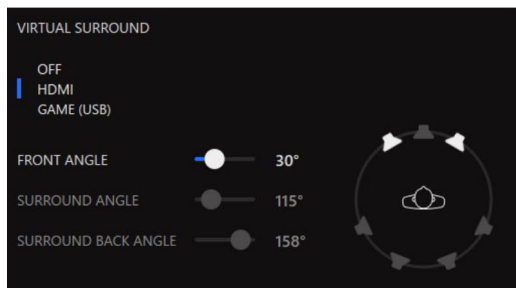 VIRTUAL SURROUND
OFF
HDMI
GAME (USB)
FRONT ANGLE 30°
SURROUND ANGLE 115°
SURROUND BACK ANGLE 158°